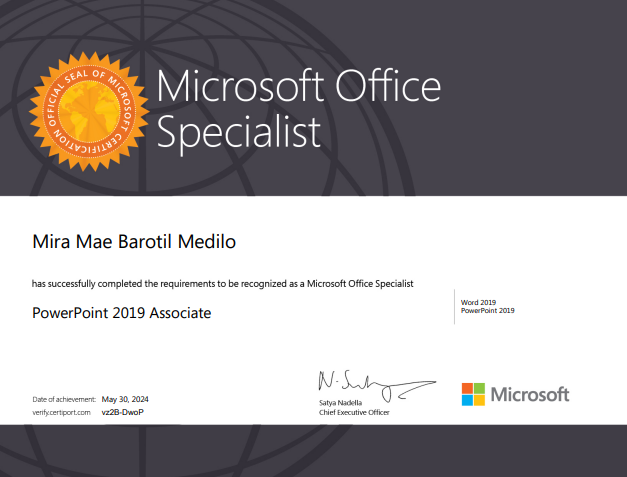 OFFICIAL SEAL OF MICROSOFT CERTIFICATION
Microsoft Office
Specialist
Mira Mae Barotil Medilo
has successfully completed the requirements to be recognized as a Microsoft Office Specialist
PowerPoint 2019 Associate
Word 2019
PowerPoint 2019
Date of achievement: May 30, 2024
verify.certiport.com vz2B-DwoP
Satya Nadella
Chief Executive Officer
Microsoft